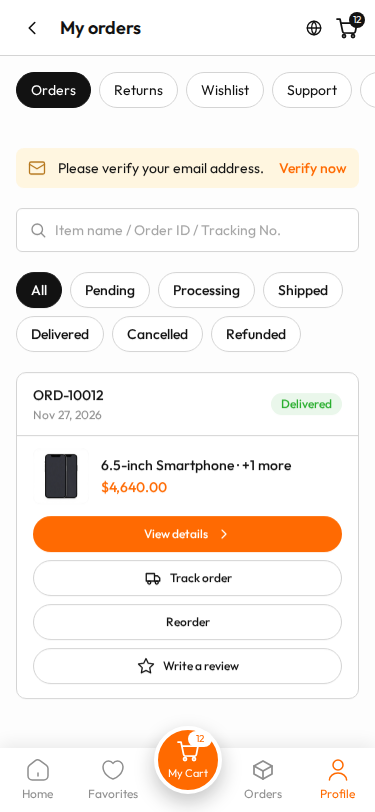 My orders
12
Orders
Returns
Wishlist
Support
Please verify your email address. Verify now
Item name / Order ID / Tracking No.
All
Pending
Processing
Shipped
Delivered
Cancelled
Refunded
ORD-10012
Nov 27, 2026
Delivered
6.5-inch Smartphone · +1 more
$4,640.00
View details
Track order
Reorder
Write a review
Home
Favorites
12
My Cart
Orders
Profile